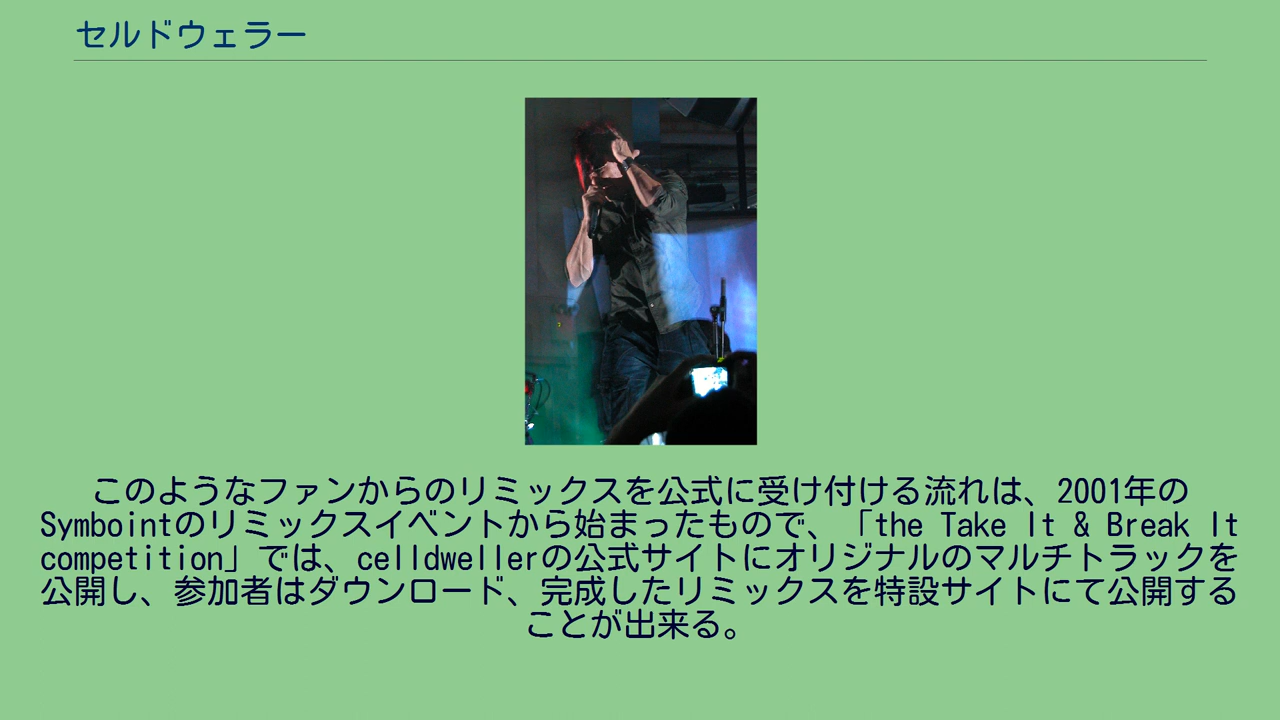 セルドウェラー
このようなファンからのリミックスを公式に受け付ける流れは、2001年の
Symbointのリミックスイベントから始まったもので、「the Take It & Break It
competition」では、celldwellerの公式サイトにオリジナルのマルチトラックを
公開し、参加者はダウンロード、完成したリミックスを特設サイトにて公開する
ことが出来る。